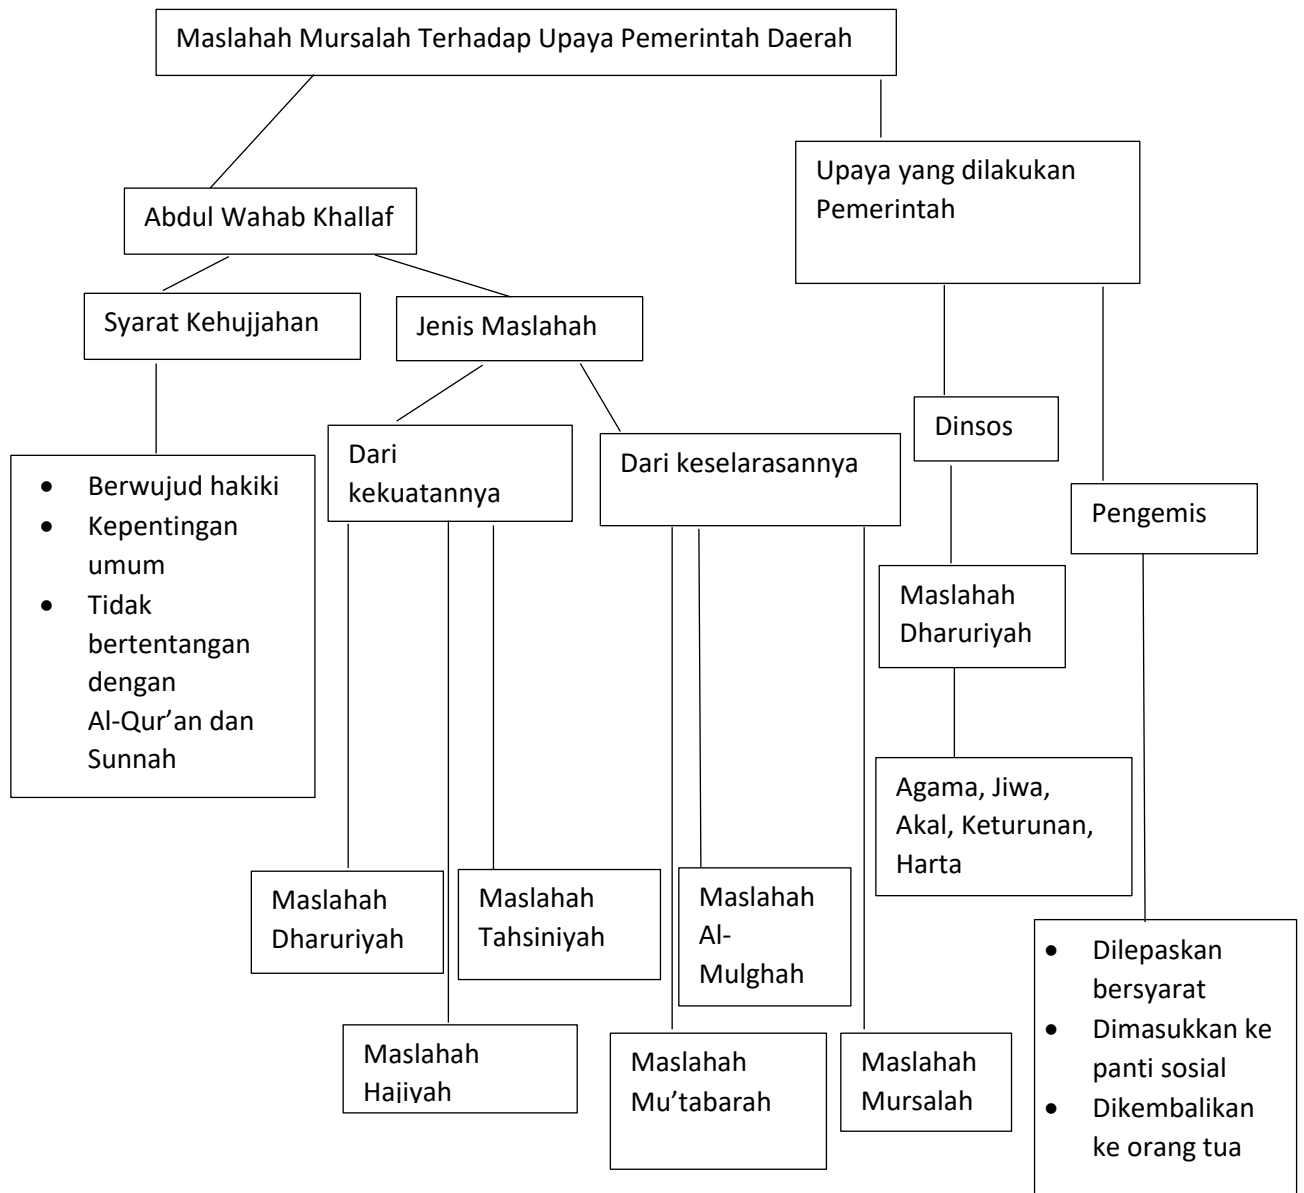 Maslahah Mursalah Terhadap Upaya Pemerintah Daerah
Abdul Wahab Khallaf
Upaya yang dilakukan
Pemerintah
Syarat Kehujjahan
Jenis Maslahah
• Berwujud hakiki
• Kepentingan
umum
• Tidak
bertentangan
dengan
Al-Qur’an dan
Sunnah
Dari
kekuatannya
Dari keselarasannya
Dinsos
Pengemis
Maslahah
Dharuriyah
Agama, Jiwa,
Akal, Keturunan,
Harta
Maslahah
Dharuriyah
Maslahah
Tahsiniyah
Maslahah
Al-
Mulghah
Maslahah
Hajiyah
Maslahah
Mu’tabarah
Maslahah
Mursalah
• Dilepaskan
bersyarat
• Dimasukkan ke
panti sosial
• Dikembalikan
ke orang tua